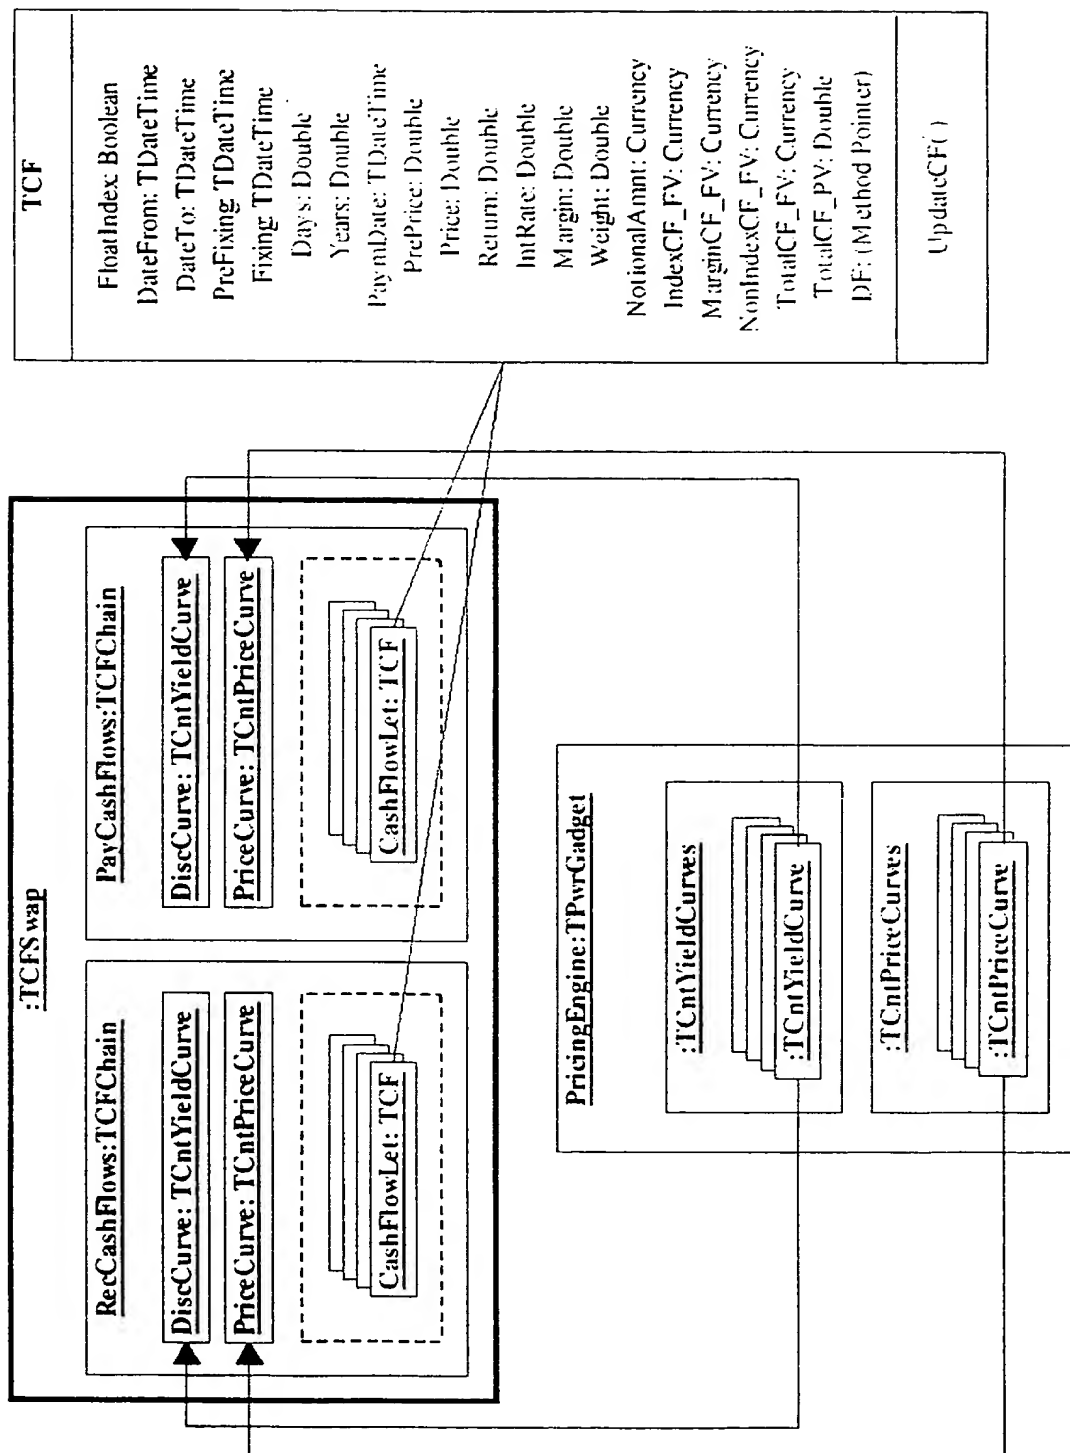 :TCFSwap
RecCashFlows:TCFChain
DiscCurve: TCntYieldCurve
PriceCurve: TCntPriceCurve
CashFlowLet: TCF
PayCashFlows:TCFChain
DiscCurve: TCntYieldCurve
PriceCurve: TCntPriceCurve
CashFlowLet: TCF
PricingEngine:TPwrGadget
:TCntYieldCurves
:TCntYieldCurve
:TCntPriceCurves
:TCntPriceCurve
TCF
FloatIndex: Boolean
DateFrom: TDateTime
DateTo: TDateTime
PreFixing: TDateTime
Fixing: TDateTime
Days: Double
Years: Double
PaymDate: TDateTime
PrePrice: Double
Price: Double
Return: Double
IntRate: Double
Margin: Double
Weight: Double
NotionalAmnt: Currency
IndexCF_FV: Currency
MarginCF_FV: Currency
NonIndexCF_FV: Currency
TotalCF_FV: Currency
TotalCF_PV: Double
DF: (Method Pointer)
UpdateCF( )